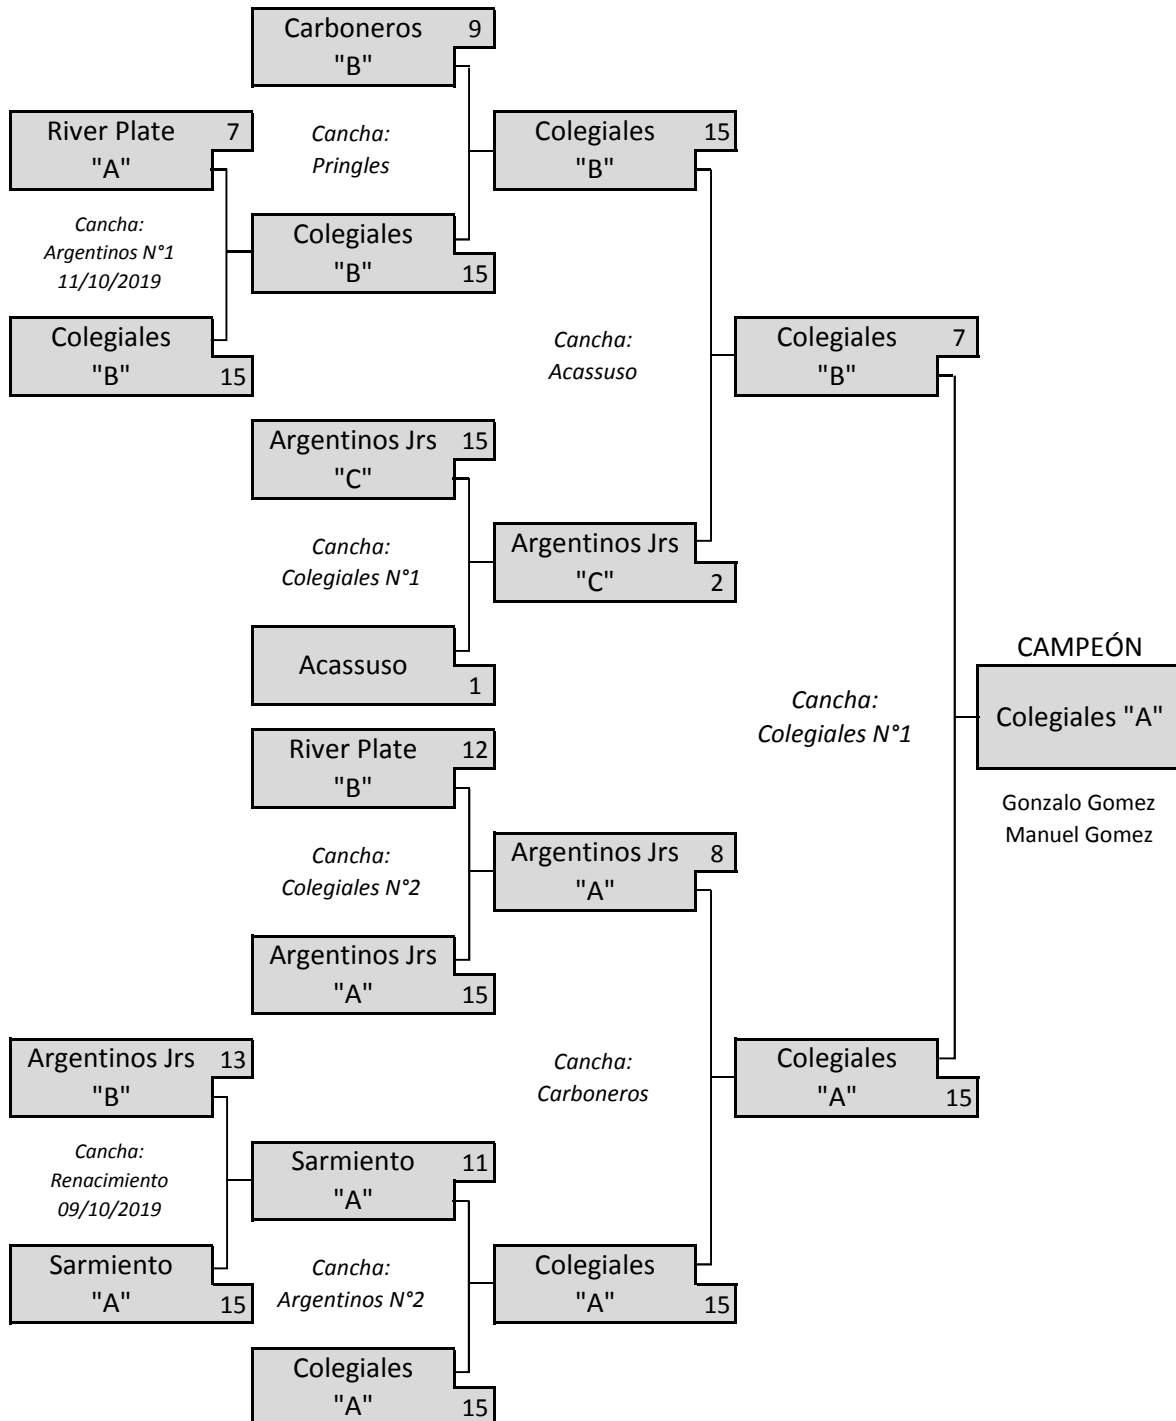 Carboneros 9
"B"
River Plate 7
"A"
Cancha:
Pringles
Colegiales 15
"B"
Cancha:
Argentinos N°1
11/10/2019
Colegiales
"B" 15
Colegiales
"B" 15
Cancha:
Acassuso
Colegiales 7
"B"
Argentinos Jrs 15
"C"
Cancha:
Colegiales N°1
Argentinos Jrs
"C" 2
Acassuso
1
CAMPEÓN
Colegiales "A"
Gonzalo Gomez
Manuel Gomez
Cancha:
Colegiales N°1
River Plate 12
"B"
Cancha:
Colegiales N°2
Argentinos Jrs 8
"A"
Argentinos Jrs
"A" 15
Argentinos Jrs 13
"B"
Cancha:
Carboneros
Colegiales
"A" 15
Cancha:
Renacimiento
09/10/2019
Sarmiento 11
"A"
Sarmiento
"A" 15
Cancha:
Argentinos N°2
Colegiales
"A" 15
Colegiales
"A" 15